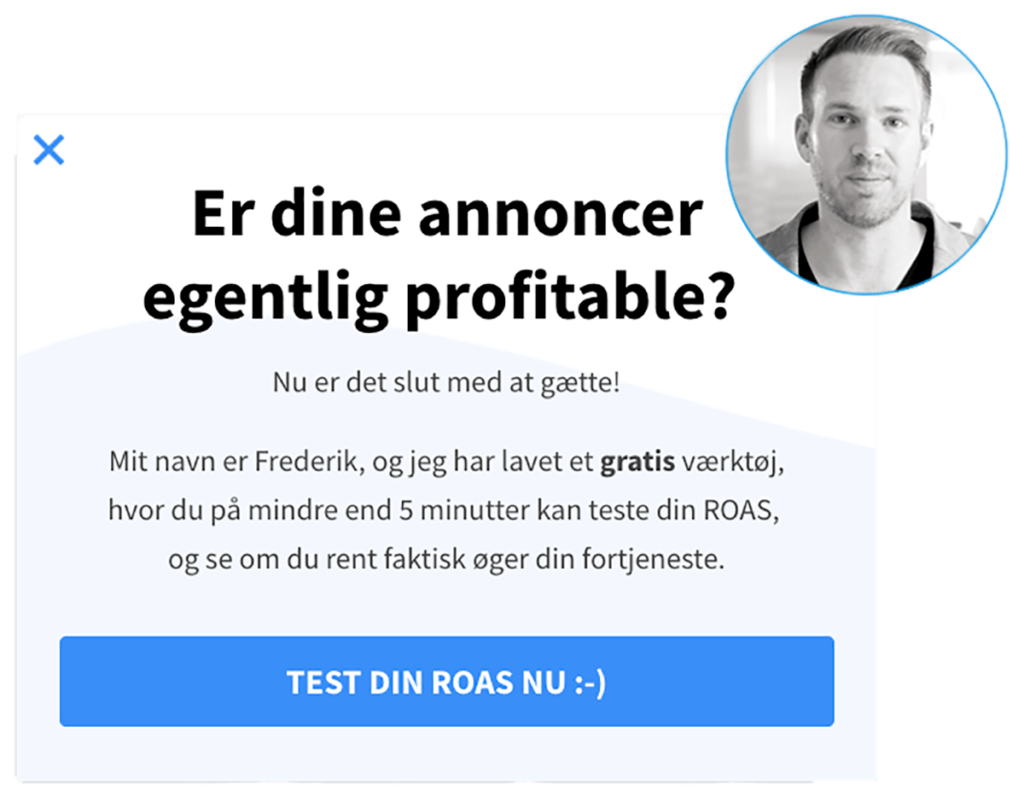 Er dine annoncer
egentlig profitable?
Nu er det slut med at gætte!
Mit navn er Frederik, og jeg har lavet et gratis værktøj,
hvor du på mindre end 5 minutter kan teste din ROAS,
og se om du rent faktisk øger din fortjeneste.
TEST DIN ROAS NU :-)